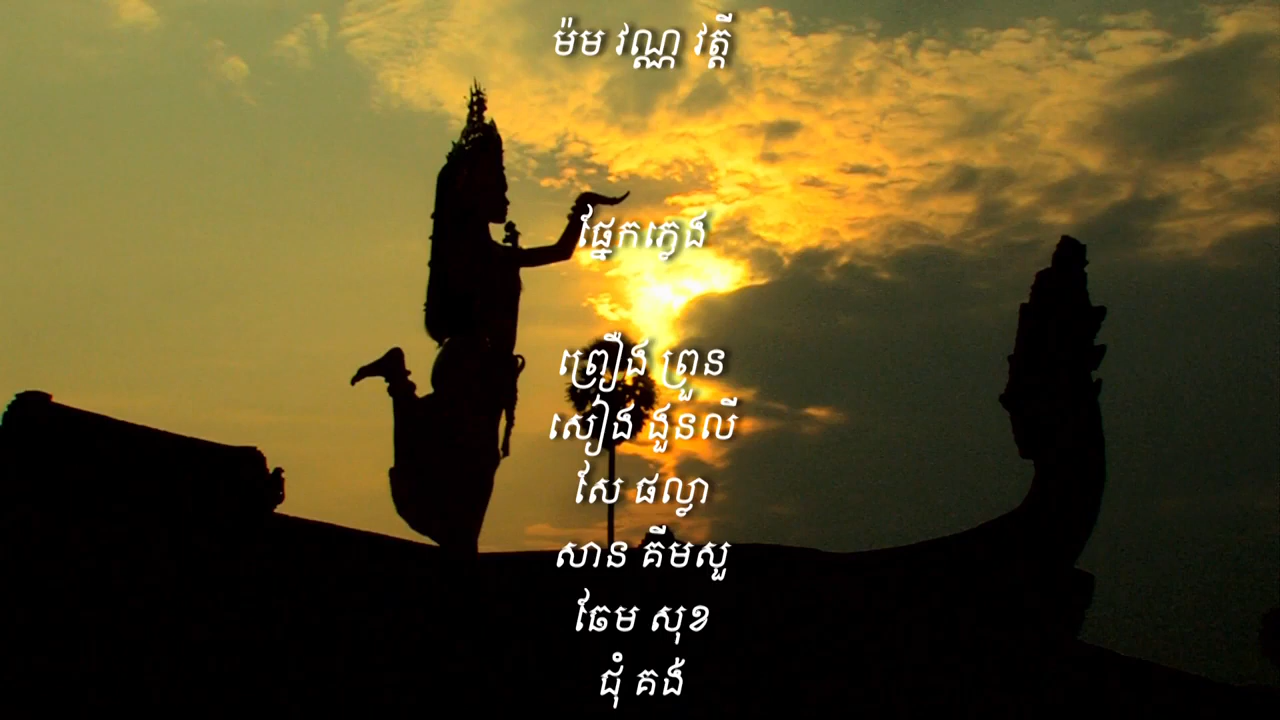 ម៉ម វណ្ណ វត្តី
ផ្នែកភ្លេង
ព្រឿង ព្រួន
សៀង ងួនលី
សែ ផល្លា
សាន គីមសួ
ឆែម សុខ
ជុំ គង់